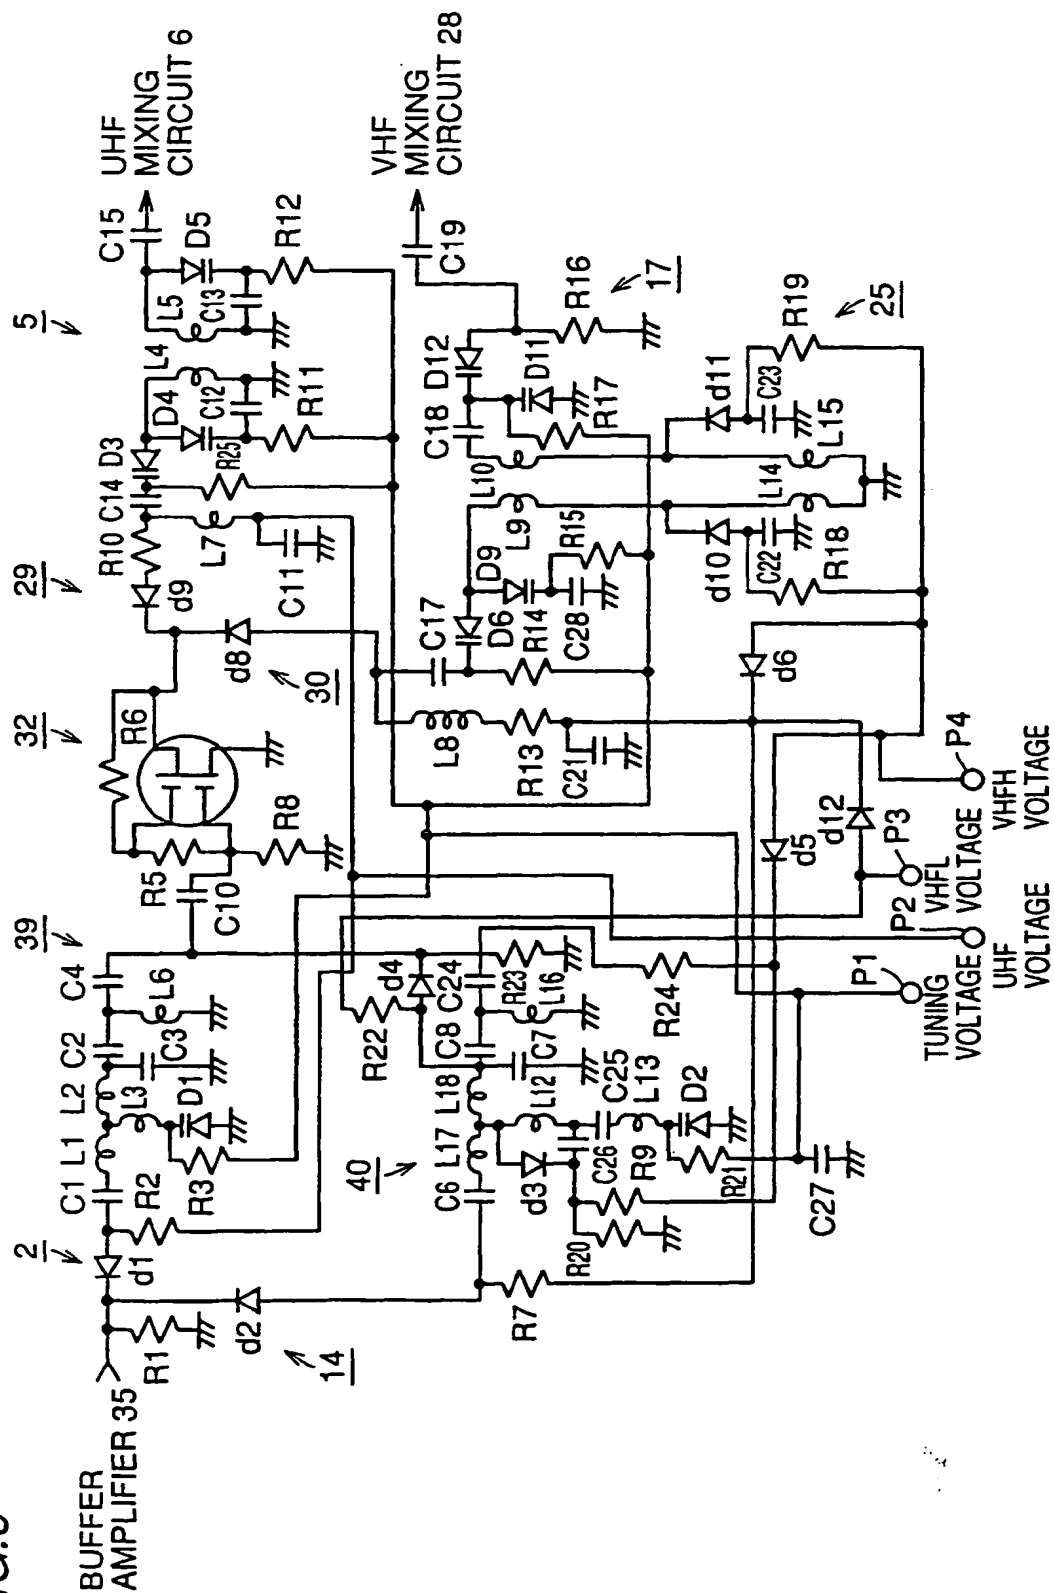 BUFFER
AMPLIFIER 35
2
39
32
29
5
R1
d1
C1
L1
L2
C2
C4
R2
R3
L3
D1
C3
L6
d2
14
R5
R6
R8
C10
d8
30
d9
R10
C14
D3
L7
C11
R25
D4
L4
C12
R11
L5
C13
D5
R12
C15
UHF
MIXING
CIRCUIT 6
40
C6
L17
L18
C8
C24
R22
d4
R23
L16
C7
L12
d3
C26
C25
L13
R20
R9
R21
D2
C27
R7
R24
L8
R13
C21
C17
D6
R14
D9
C28
R15
L9
L10
C18
D12
D11
R17
R16
17
C19
VHF
MIXING
CIRCUIT 28
d10
C22
R18
L14
L15
d11
C23
R19
25
d6
d5
d12
P1
TUNING
VOLTAGE
P2
UHF
VOLTAGE
P3
VHFL
VOLTAGE
P4
VHFH
VOLTAGE